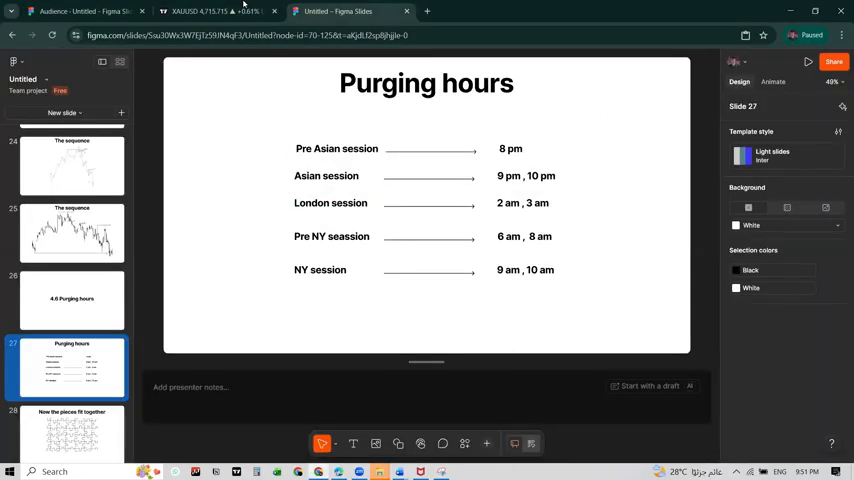 Audience - Untitled - Figma Slid
XAUUSD 4,715.715 ▲ +0.61%
Untitled – Figma Slides
figma.com/slides/Ssu30Wx3W7EjTz59JN4qF3/Untitled?node-id=70-1258&t=aKjdLf2sp8jhjjle-0
Paused
Untitled
Team project Free
New slide
24
The sequence
25
The sequence
26
4.6 Purging hours
27
Purging hours
28
Now the pieces fit together
Purging hours
Pre Asian session 8 pm
Asian session 9 pm , 10 pm
London session 2 am , 3 am
Pre NY seassion 6 am , 8 am
NY session 9 am , 10 am
Add presenter notes...
Start with a draft AI
Share
Design Animate 49%
Slide 27
Template style
Light slides
Inter
Background
White
Selection colors
Black
White
Search
28°C غائم جزئيًا
ENG 9:51 PM